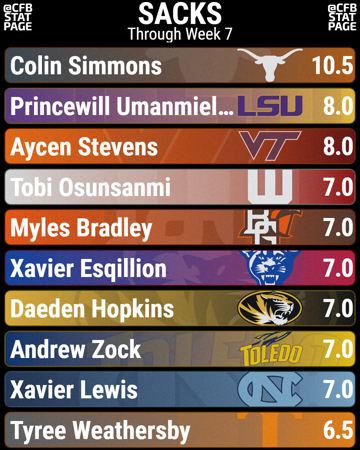 @CFB
STAT
PAGE
SACKS
Through Week 7
@CFB
STAT
PAGE
Colin Simmons 10.5
Princewill Umanmiel... LSU 8.0
Aycen Stevens VT 8.0
Tobi Osunsanmi W 7.0
Myles Bradley BG 7.0
Xavier Esqillion 7.0
Daeden Hopkins 7.0
Andrew Zock TOLEDO 7.0
Xavier Lewis NC 7.0
Tyree Weathersby 6.5